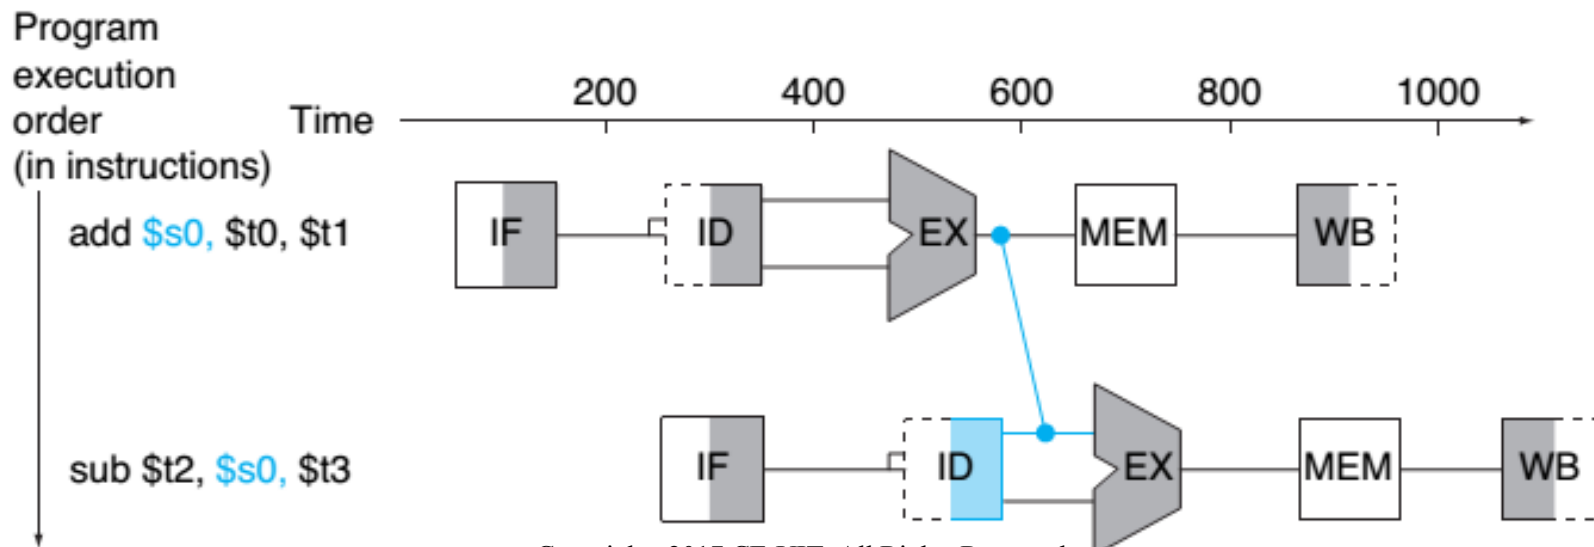 Program
execution
order
(in instructions)
Time
200 400 600 800 1000
add $s0, $t0, $t1
IF ID EX MEM WB
sub $t2, $s0, $t3
IF ID EX MEM WB